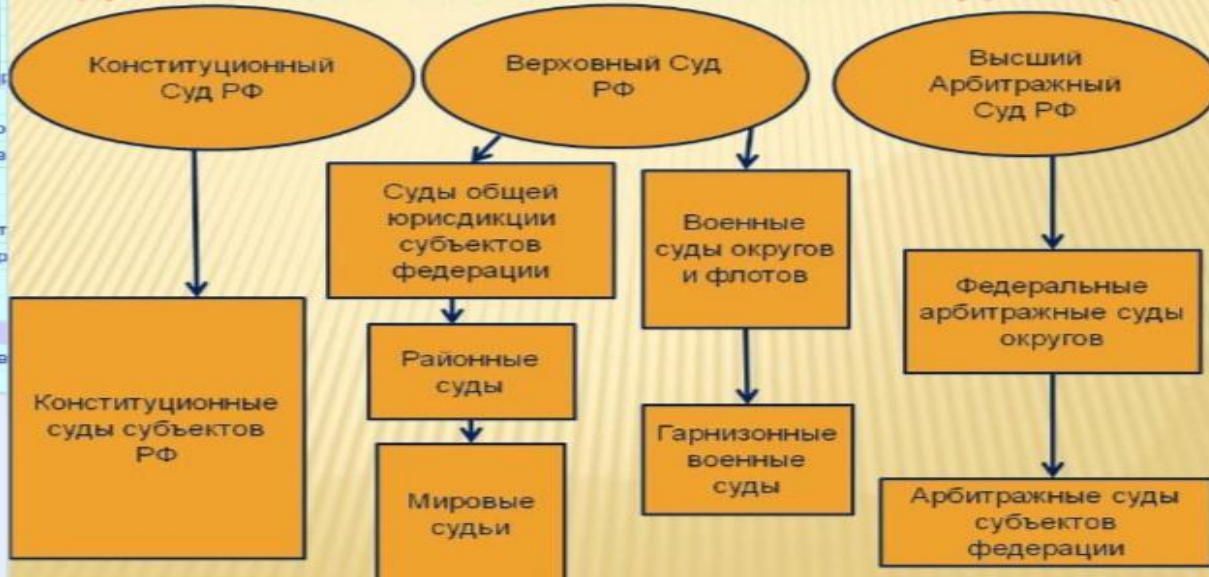 Конституционный
Суд РФ
Верховный Суд
РФ
Высший
Арбитражный
Суд РФ
Суды общей
юрисдикции
субъектов
федерации
Военные
суды округов
и флотов
Федеральные
арбитражные суды
округов
Районные
суды
Конституционные
суды субъектов
РФ
Гарнизонные
военные
суды
Мировые
судьи
Арбитражные суды
субъектов
федерации